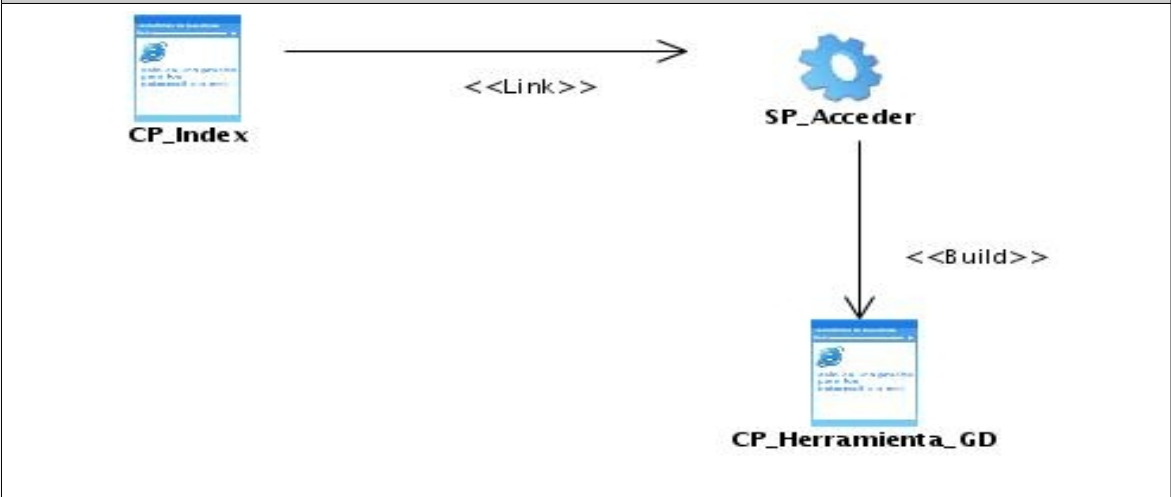 <<Link>>
SP_Acceder
CP_Index
<<Build>>
CP_Herramienta_GD